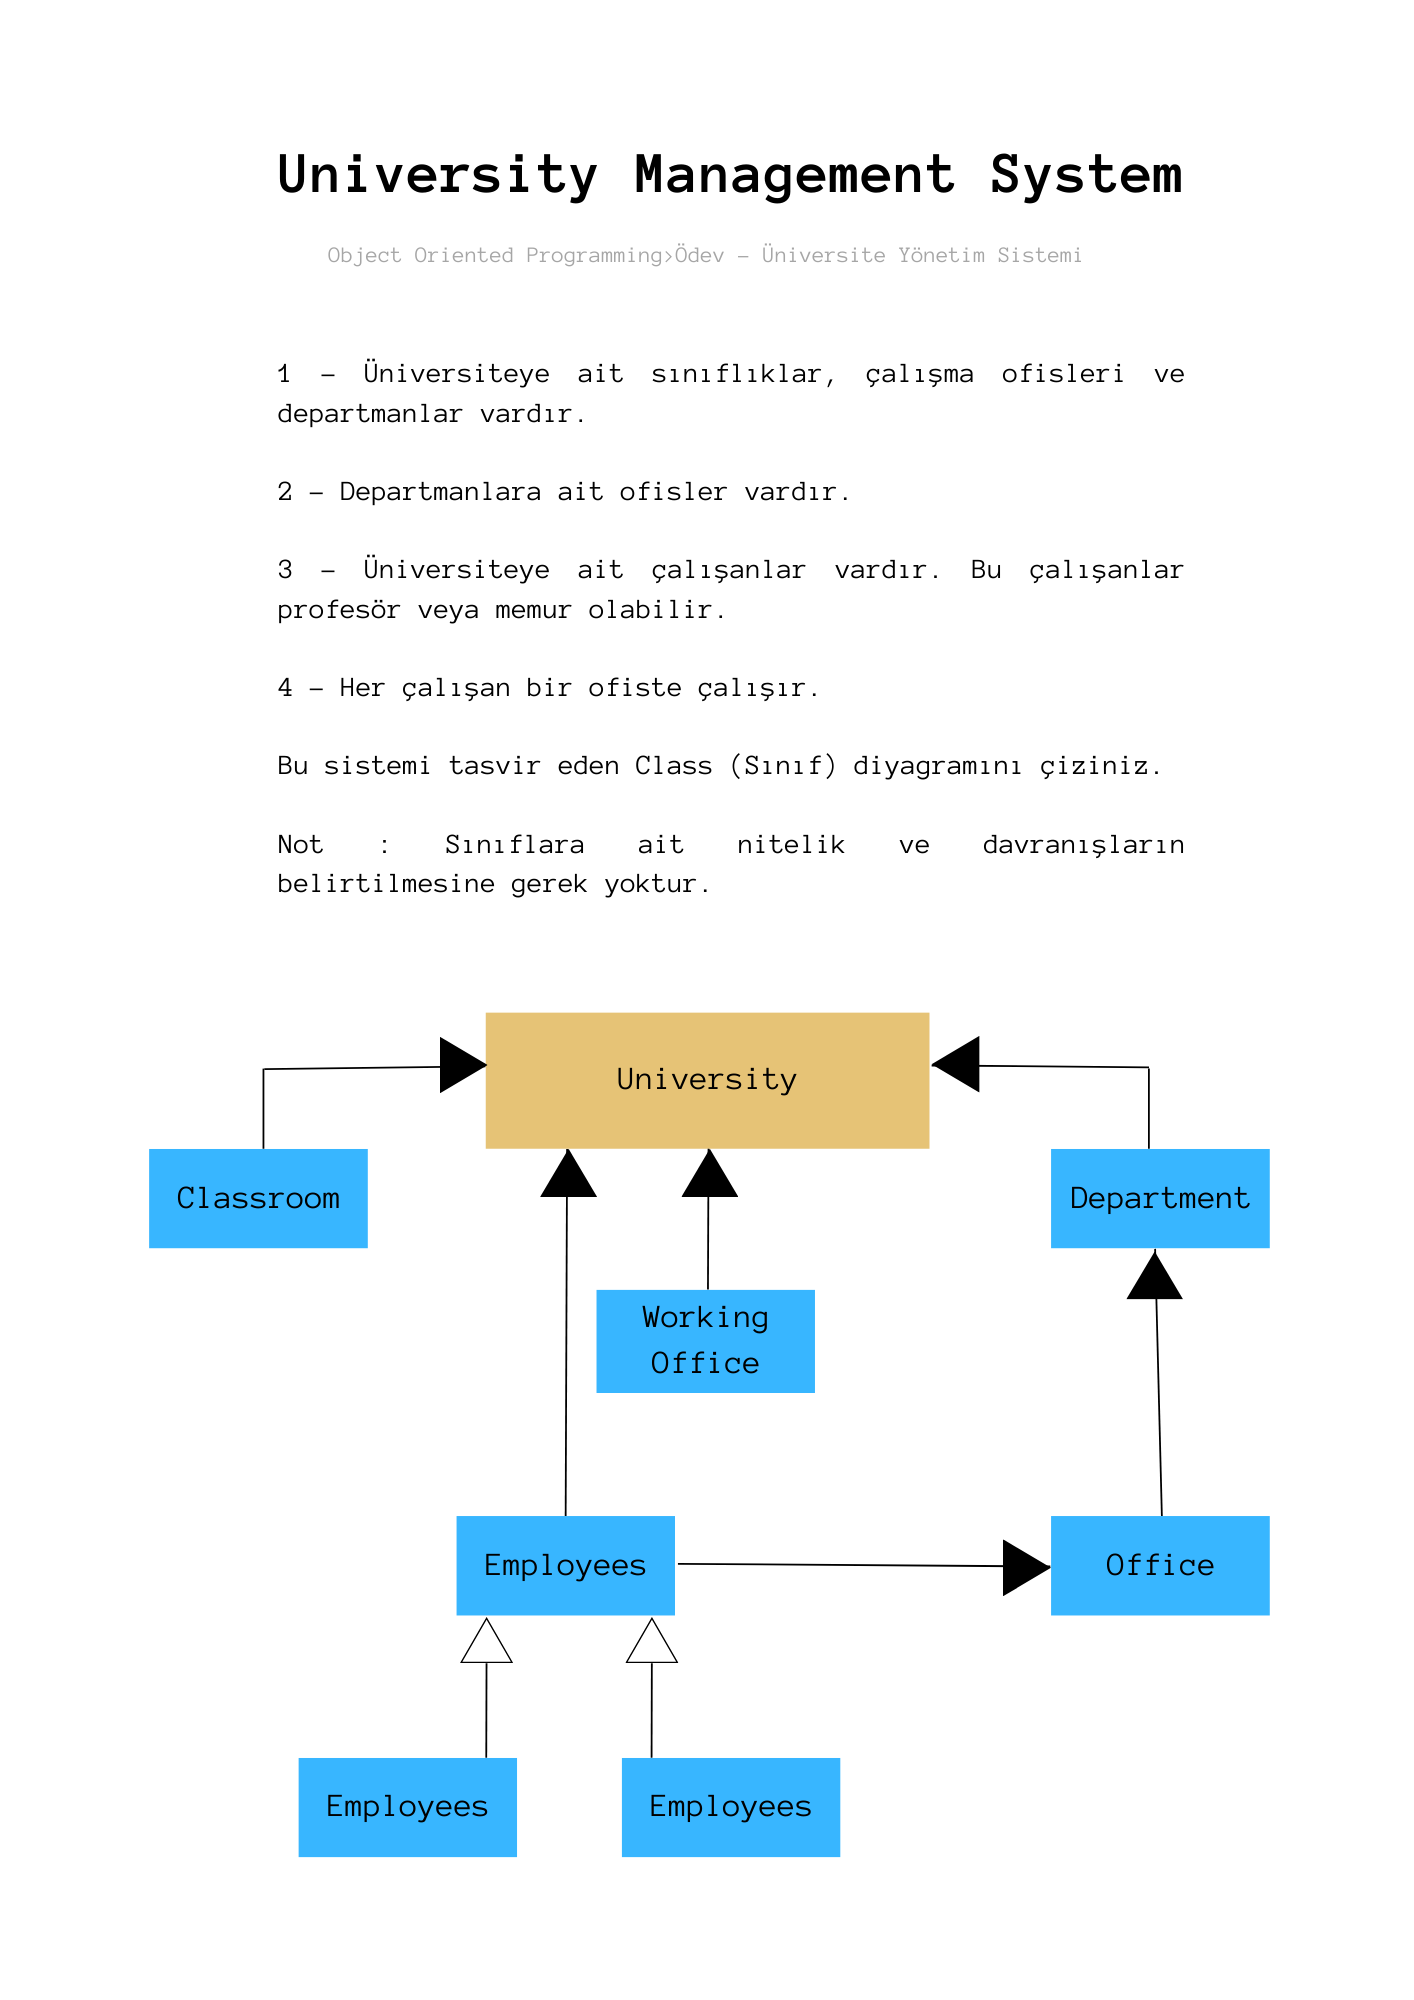 University Management System
Object Oriented Programming>Ödev - Üniversite Yönetim Sistemi
1 - Üniversiteye ait sınıflıklar, çalışma ofisleri ve
departmanlar vardır.
2 - Departmanlara ait ofisler vardır.
3 - Üniversiteye ait çalışanlar vardır. Bu çalışanlar
profesör veya memur olabilir.
4 - Her çalışan bir ofiste çalışır.
Bu sistemi tasvir eden Class (Sınıf) diyagramını çiziniz.
Not : Sınıflara ait nitelik ve davranışların
belirtilmesine gerek yoktur.
University
Classroom
Department
Working
Office
Employees
Office
Employees
Employees